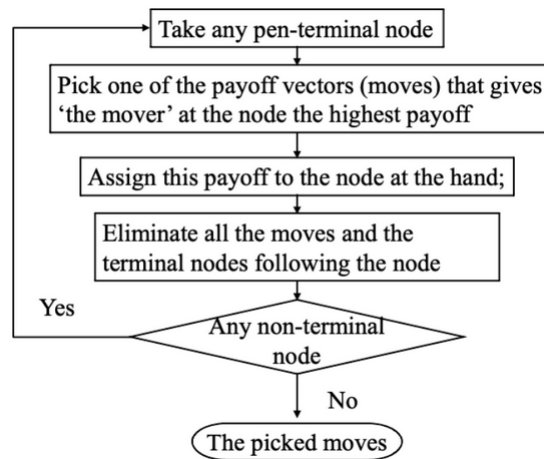 Take any pen-terminal node
Pick one of the payoff vectors (moves) that gives
‘the mover’ at the node the highest payoff
Assign this payoff to the node at the hand;
Eliminate all the moves and the
terminal nodes following the node
Yes
Any non-terminal
node
No
The picked moves